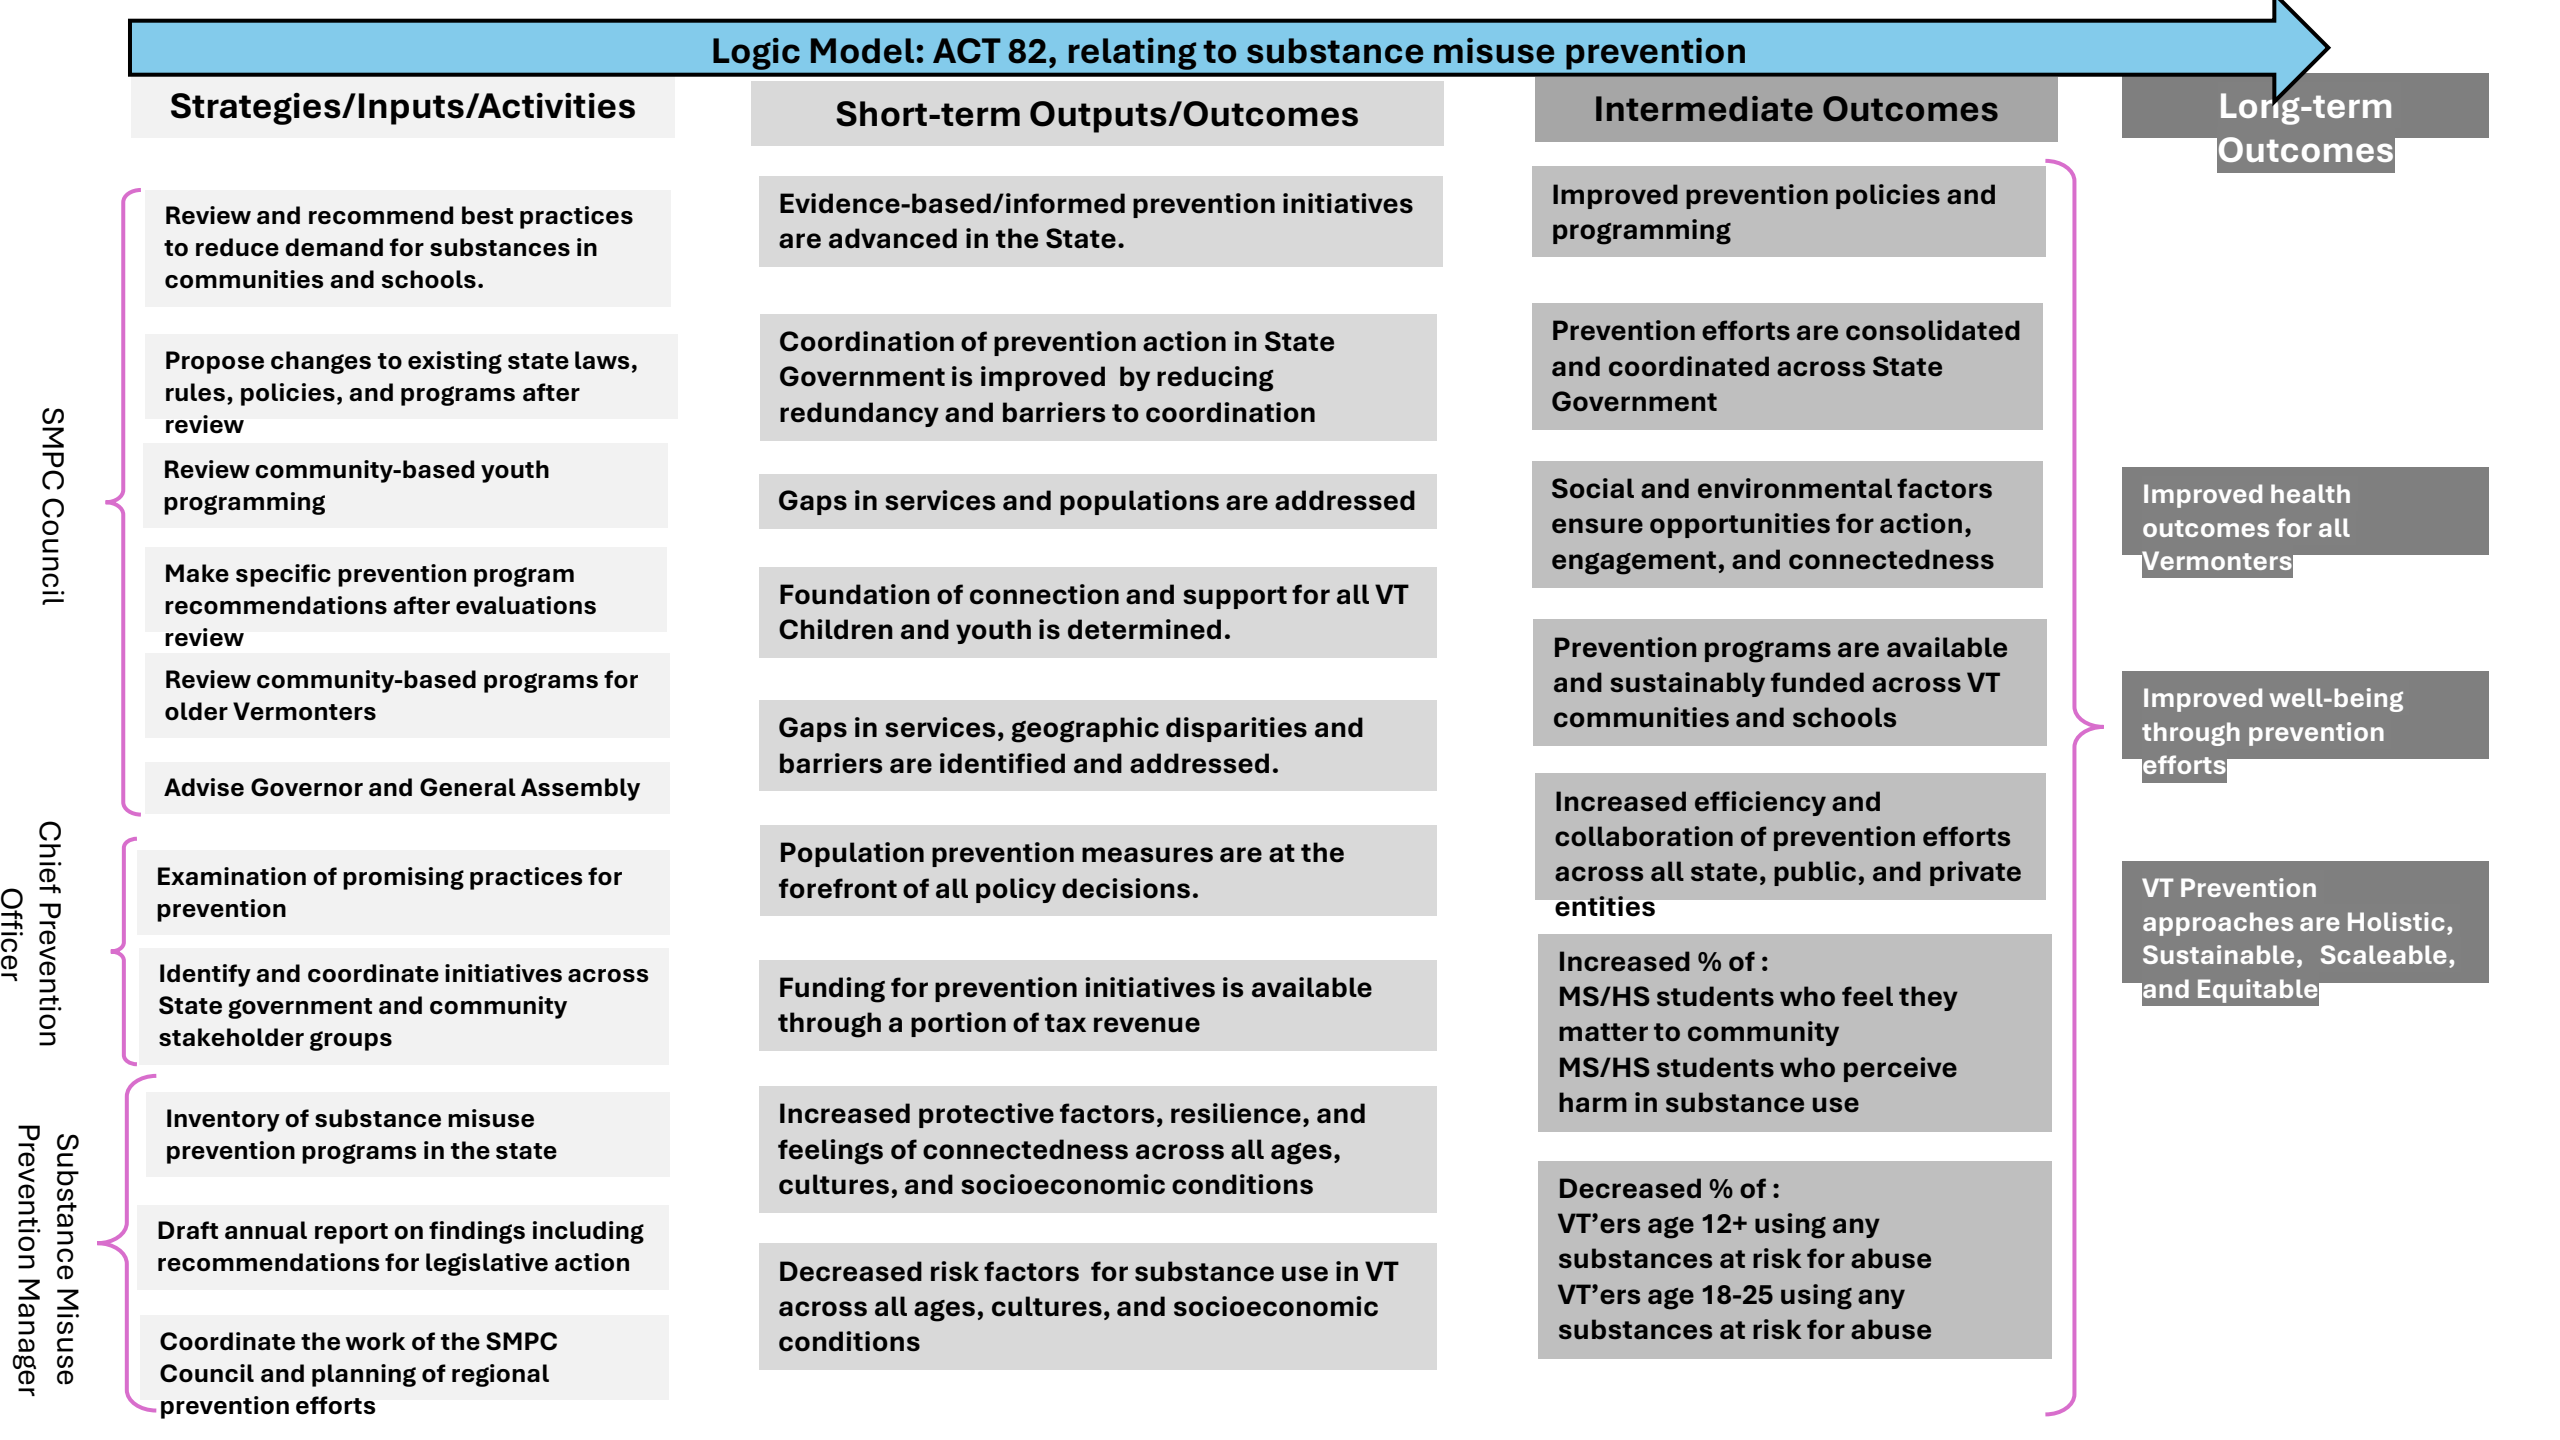 Logic Model: ACT 82, relating to substance misuse prevention
Strategies/Inputs/Activities
SMPC Council
Review and recommend best practices
to reduce demand for substances in
communities and schools.
Propose changes to existing state laws,
rules, policies, and programs after
review
Review community-based youth
programming
Make specific prevention program
recommendations after evaluations
review
Review community-based programs for
older Vermonters
Advise Governor and General Assembly
Chief Prevention
Officer
Examination of promising practices for
prevention
Identify and coordinate initiatives across
State government and community
stakeholder groups
Substance Misuse
Prevention Manager
Inventory of substance misuse
prevention programs in the state
Draft annual report on findings including
recommendations for legislative action
Coordinate the work of the SMPC
Council and planning of regional
prevention efforts
Short-term Outputs/Outcomes
Evidence-based/informed prevention initiatives
are advanced in the State.
Coordination of prevention action in State
Government is improved  by reducing
redundancy and barriers to coordination
Gaps in services and populations are addressed
Foundation of connection and support for all VT
Children and youth is determined.
Gaps in services, geographic disparities and
barriers are identified and addressed.
Population prevention measures are at the
forefront of all policy decisions.
Funding for prevention initiatives is available
through a portion of tax revenue
Increased protective factors, resilience, and
feelings of connectedness across all ages,
cultures, and socioeconomic conditions
Decreased risk factors  for substance use in VT
across all ages, cultures, and socioeconomic
conditions
Intermediate Outcomes
Improved prevention policies and
programming
Prevention efforts are consolidated
and coordinated across State
Government
Social and environmental factors
ensure opportunities for action,
engagement, and connectedness
Prevention programs are available
and sustainably funded across VT
communities and schools
Increased efficiency and
collaboration of prevention efforts
across all state, public, and private
entities
Increased % of :
MS/HS students who feel they
matter to community
MS/HS students who perceive
harm in substance use
Decreased % of :
VT’ers age 12+ using any
substances at risk for abuse
VT’ers age 18-25 using any
substances at risk for abuse
Long-term
Outcomes
Improved health
outcomes for all
Vermonters
Improved well-being
through prevention
efforts
VT Prevention
approaches are Holistic,
Sustainable,  Scaleable,
and Equitable